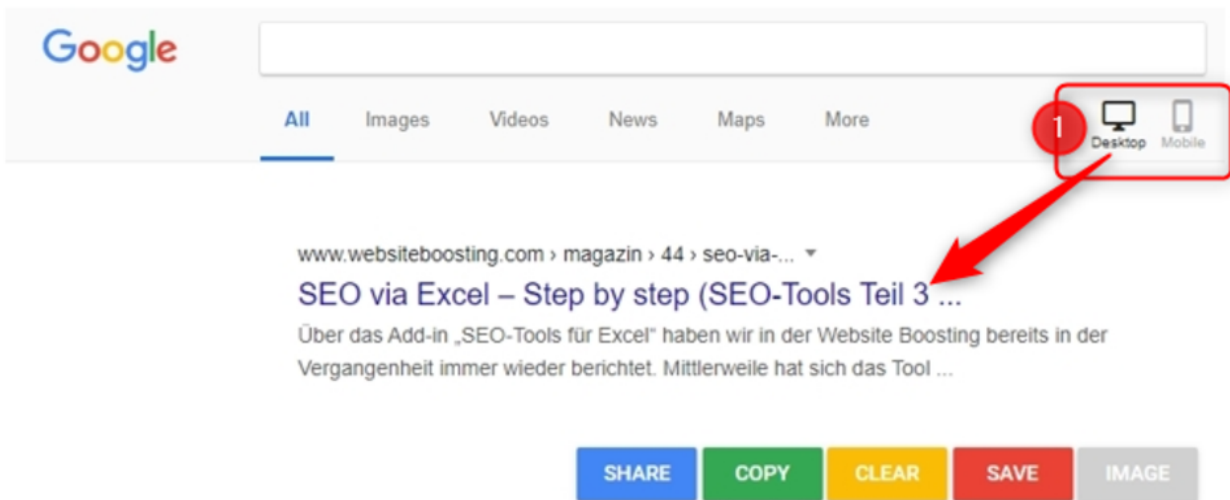 Google
All Images Videos News Maps More
1
Desktop Mobile
www.websiteboosting.com › magazin › 44 › seo-via-... ▾
SEO via Excel – Step by step (SEO-Tools Teil 3 ...
Über das Add-in „SEO-Tools für Excel" haben wir in der Website Boosting bereits in der
Vergangenheit immer wieder berichtet. Mittlerweile hat sich das Tool ...
SHARE COPY CLEAR SAVE IMAGE